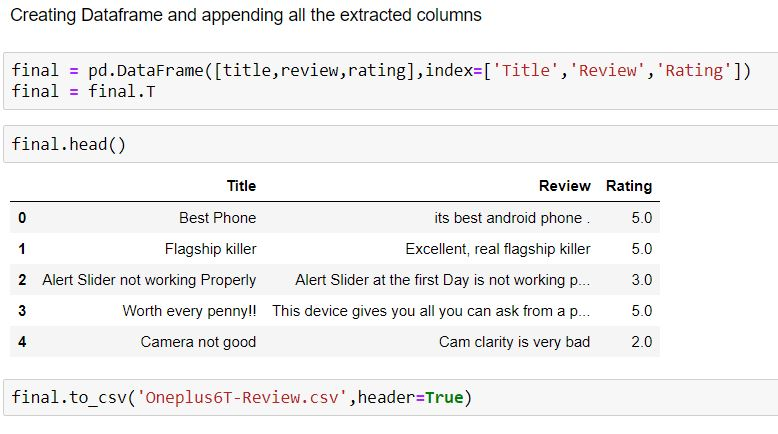 Creating Dataframe and appending all the extracted columns
final = pd.DataFrame([title,review,rating],index=['Title','Review','Rating'])
final = final.T
final.head()
Title Review Rating
0 Best Phone its best android phone . 5.0
1 Flagship killer Excellent, real flagship killer 5.0
2 Alert Slider not working Properly Alert Slider at the first Day is not working p... 3.0
3 Worth every penny!! This device gives you all you can ask from a p... 5.0
4 Camera not good Cam clarity is very bad 2.0
final.to_csv('Oneplus6T-Review.csv',header=True)